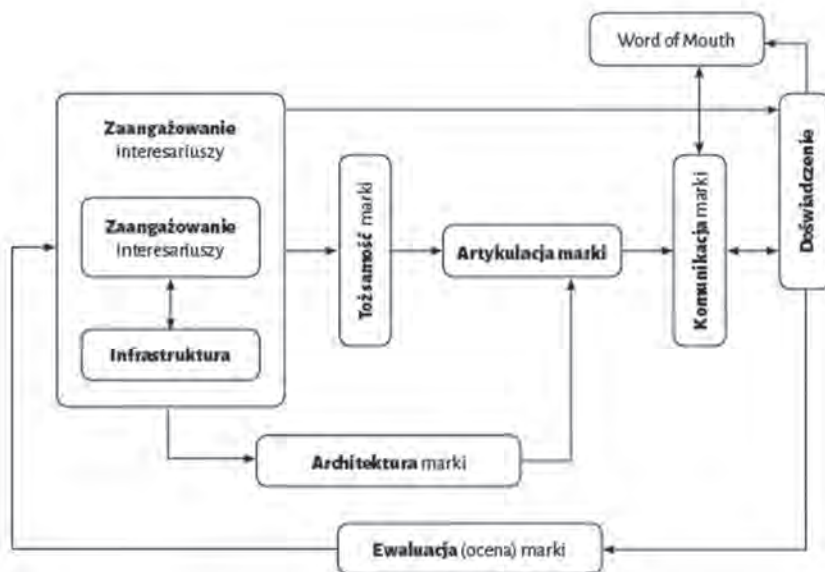 Word of Mouth
Zaangażowanie
interesariuszy
Zaangażowanie
interesariuszy
Infrastruktura
Tożsamość marki
Artykulacja marki
Komunikacja marki
Doświadczenie
Architektura marki
Ewaluacja (ocena) marki